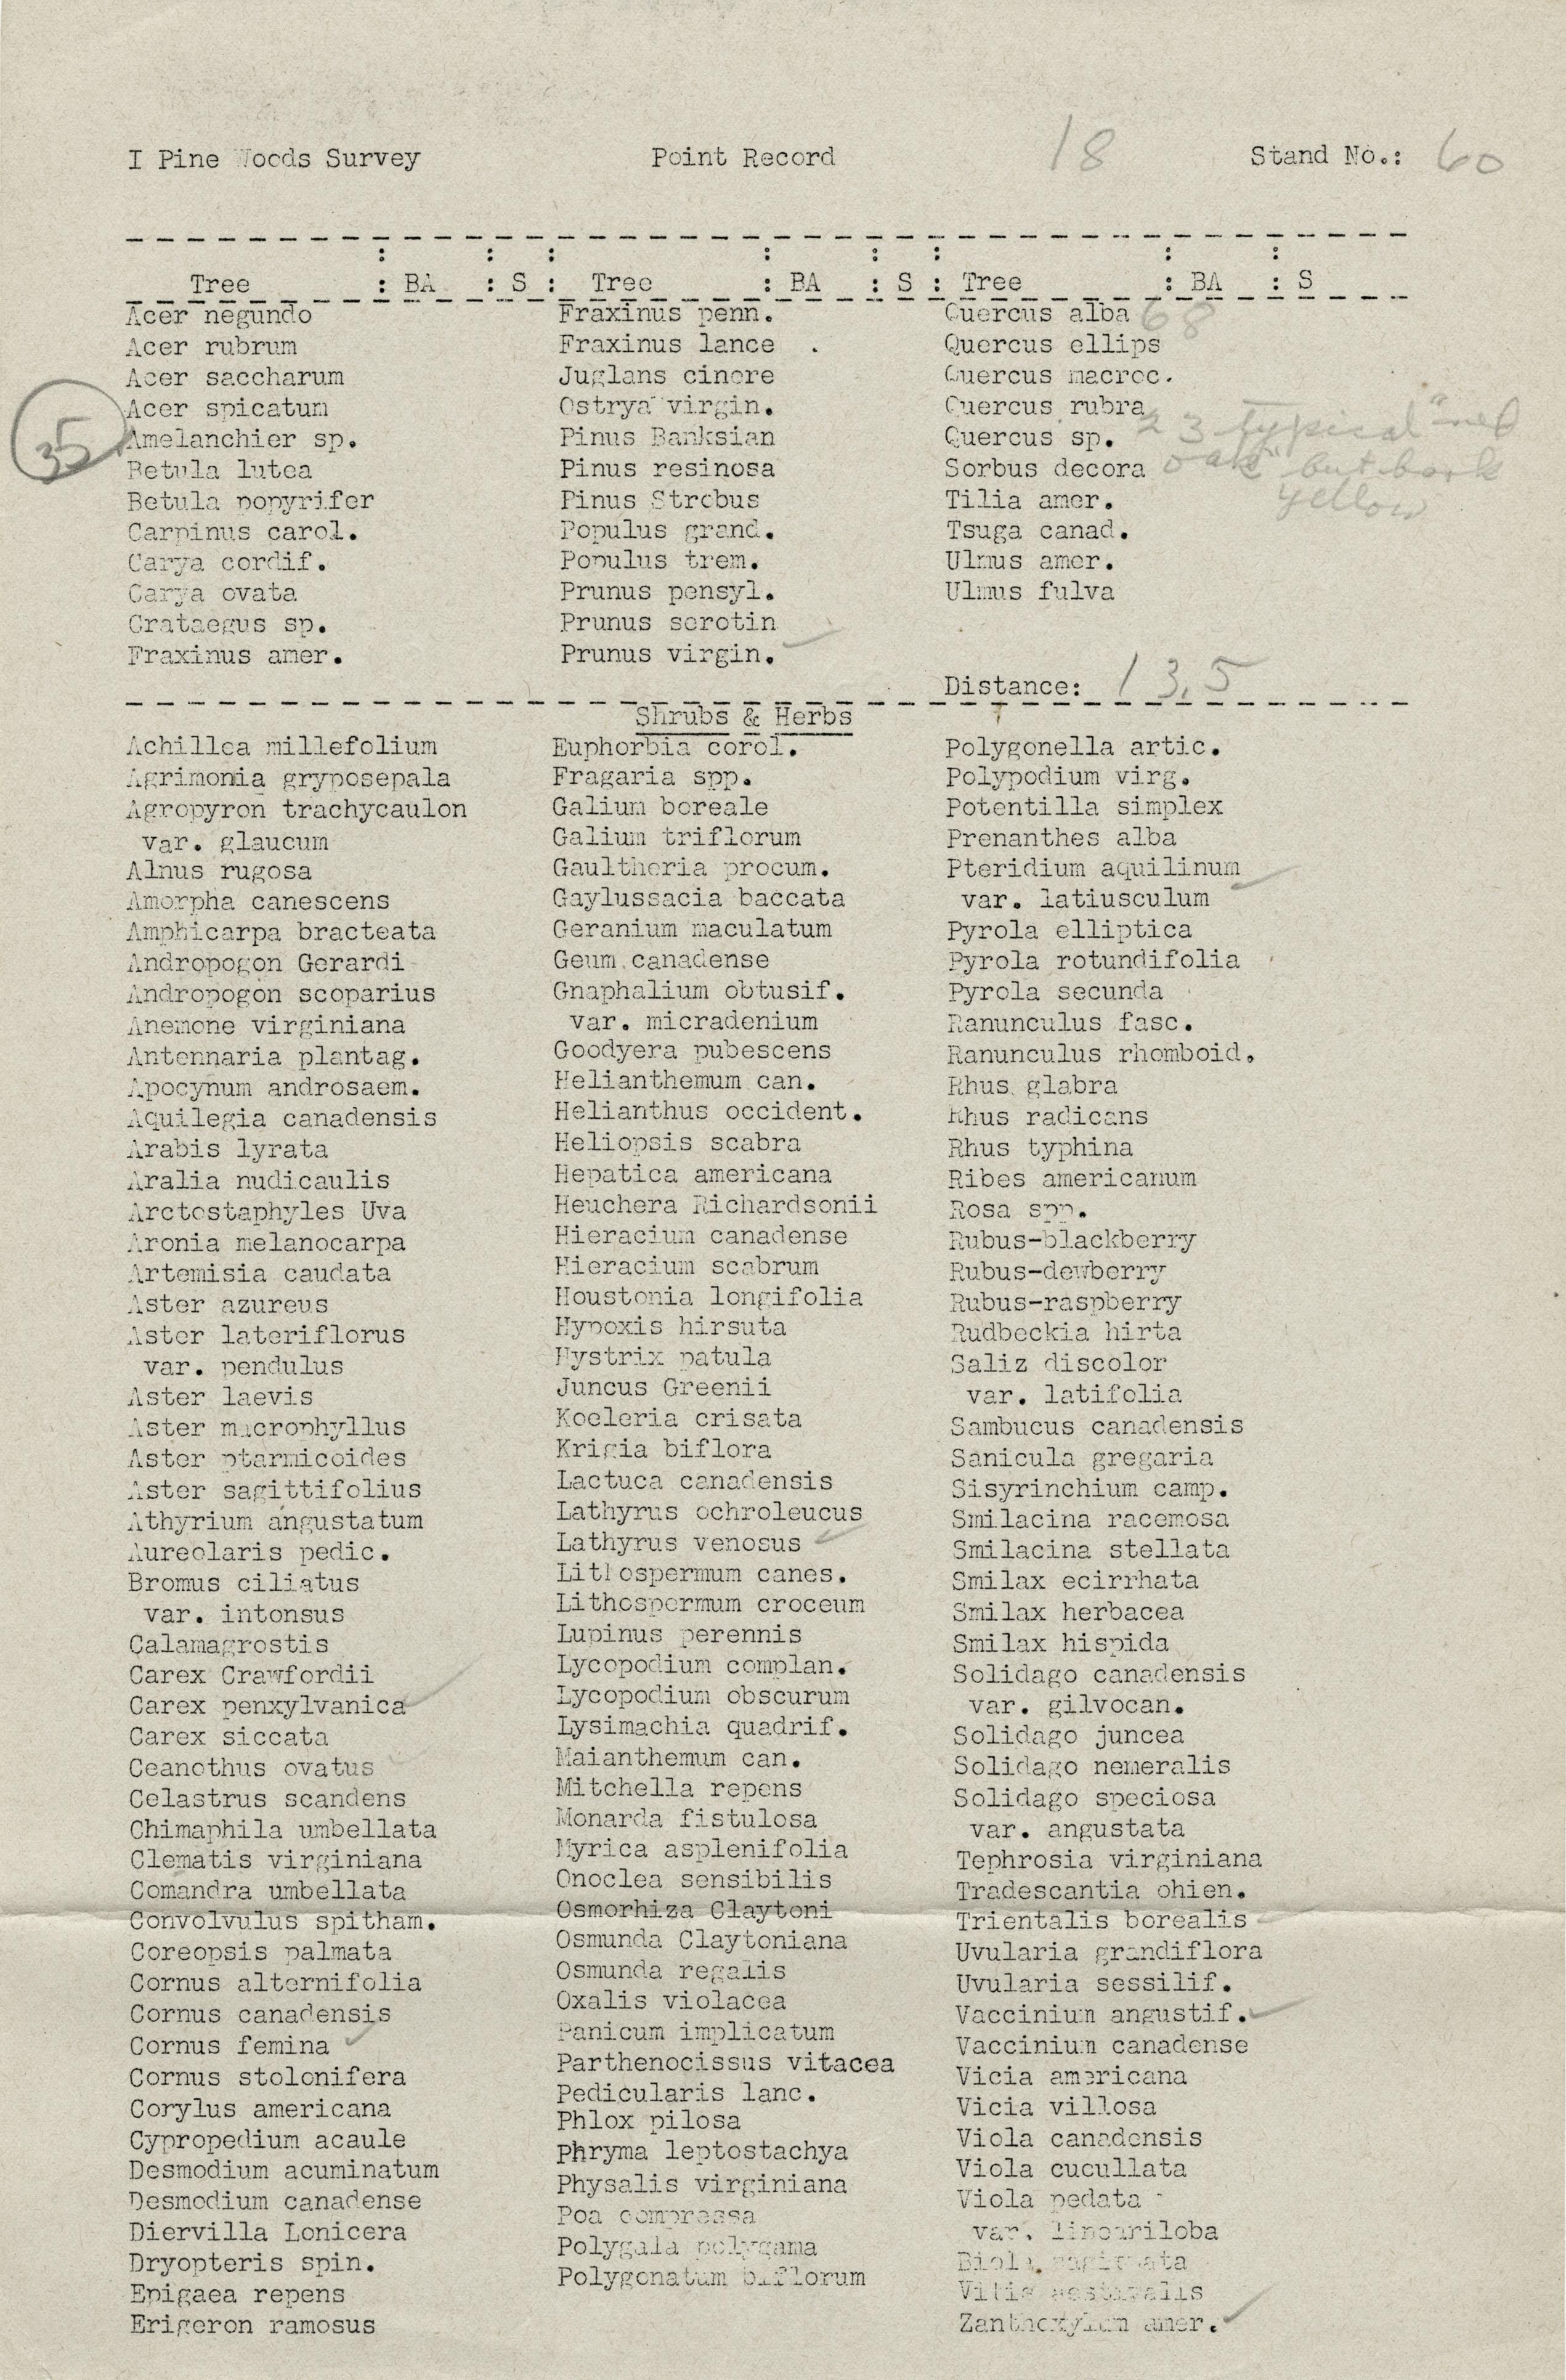 I Pine Woods Survey Point Record 18 Stand No.: 60
Tree : BA : S : Tree : BA : S : Tree : BA : S
Acer negundo
Acer rubrum
Acer saccharum
Acer spicatum
35
Amelanchier sp.
Betula lutea
Betula popyrifer
Carpinus carol.
Carya cordif.
Carya ovata
Crataegus sp.
Fraxinus amer.
Fraxinus penn.
Fraxinus lance .
Juglans cinere
Ostrya virgin.
Pinus Banksian
Pinus resinosa
Pinus Strobus
Populus grand.
Populus trem.
Prunus pensyl.
Prunus serotin
Prunus virgin. ✓
Quercus alba 68
Quercus ellips
Quercus macroc.
Quercus rubra
Quercus sp. 23 typical "red
Sorbus decora oak" but bark
yellow
Tilia amer.
Tsuga canad.
Ulmus amer.
Ulmus fulva
Distance: 13.5
Shrubs & Herbs
Achillea millefolium
Agrimonia gryposepala
Agropyron trachycaulon
var. glaucum
Alnus rugosa
Amorpha canescens
Amphicarpa bracteata
Andropogon Gerardi
Andropogon scoparius
Anemone virginiana
Antennaria plantag.
Apocynum androsaem.
Aquilegia canadensis
Arabis lyrata
Aralia nudicaulis
Arctostaphyles Uva
Aronia melanocarpa
Artemisia caudata
Aster azureus
Aster lateriflorus
var. pendulus
Aster laevis
Aster macrophyllus
Aster ptarmicoides
Aster sagittifolius
Athyrium angustatum
Aureolaris pedic.
Bromus ciliatus
var. intonsus
Calamagrostis
Carex Crawfordii
Carex penxylvanica ✓
Carex siccata
Ceanothus ovatus
Celastrus scandens
Chimaphila umbellata
Clematis virginiana
Comandra umbellata
Convolvulus spitham.
Coreopsis palmata
Cornus alternifolia
Cornus canadensis
Cornus femina ✓
Cornus stolonifera
Corylus americana
Cypropedium acaule
Desmodium acuminatum
Desmodium canadense
Diervilla Lonicera
Dryopteris spin.
Epigaea repens
Erigeron ramosus
Euphorbia corol.
Fragaria spp.
Galium boreale
Galium triflorum
Gaultheria procum.
Gaylussacia baccata
Geranium maculatum
Geum canadense
Gnaphalium obtusif.
var. micradenium
Goodyera pubescens
Helianthemum can.
Helianthus occident.
Heliopsis scabra
Hepatica americana
Heuchera Richardsonii
Hieracium canadense
Hieracium scabrum
Houstonia longifolia
Hypoxis hirsuta
Hystrix patula
Juncus Greenii
Koeleria crisata
Krigia biflora
Lactuca canadensis
Lathyrus ochroleucus
Lathyrus venosus ✓
Lithospermum canes.
Lithospermum croceum
Lupinus perennis
Lycopodium complan.
Lycopodium obscurum
Lysimachia quadrif.
Maianthemum can.
Mitchella repens
Monarda fistulosa
Myrica asplenifolia
Onoclea sensibilis
Osmorhiza Claytoni
Osmunda Claytoniana
Osmunda regalis
Oxalis violacea
Panicum implicatum
Parthenocissus vitacea
Pedicularis lanc.
Phlox pilosa
Phryma leptostachya
Physalis virginiana
Poa compressa
Polygala polygama
Polygonatum biflorum
Polygonella artic.
Polypodium virg.
Potentilla simplex
Prenanthes alba
Pteridium aquilinum ✓
var. latiusculum
Pyrola elliptica
Pyrola rotundifolia
Pyrola secunda
Ranunculus fasc.
Ranunculus rhomboid.
Rhus glabra
Rhus radicans
Rhus typhina
Ribes americanum
Rosa spp.
Rubus-blackberry
Rubus-dewberry
Rubus-raspberry
Rudbeckia hirta
Saliz discolor
var. latifolia
Sambucus canadensis
Sanicula gregaria
Sisyrinchium camp.
Smilacina racemosa
Smilacina stellata
Smilax ecirrhata
Smilax herbacea
Smilax hispida
Solidago canadensis
var. gilvocan.
Solidago juncea
Solidago nemeralis
Solidago speciosa
var. angustata
Tephrosia virginiana
Tradescantia ohien.
Trientalis borealis
Uvularia grandiflora
Uvularia sessilif.
Vaccinium angustif. ✓
Vaccinium canadense
Vicia americana
Vicia villosa
Viola canadensis
Viola cucullata
Viola pedata
var. lineariloba
Biola sagittata
Vitis aestivalis
Zanthoxylum amer. ✓